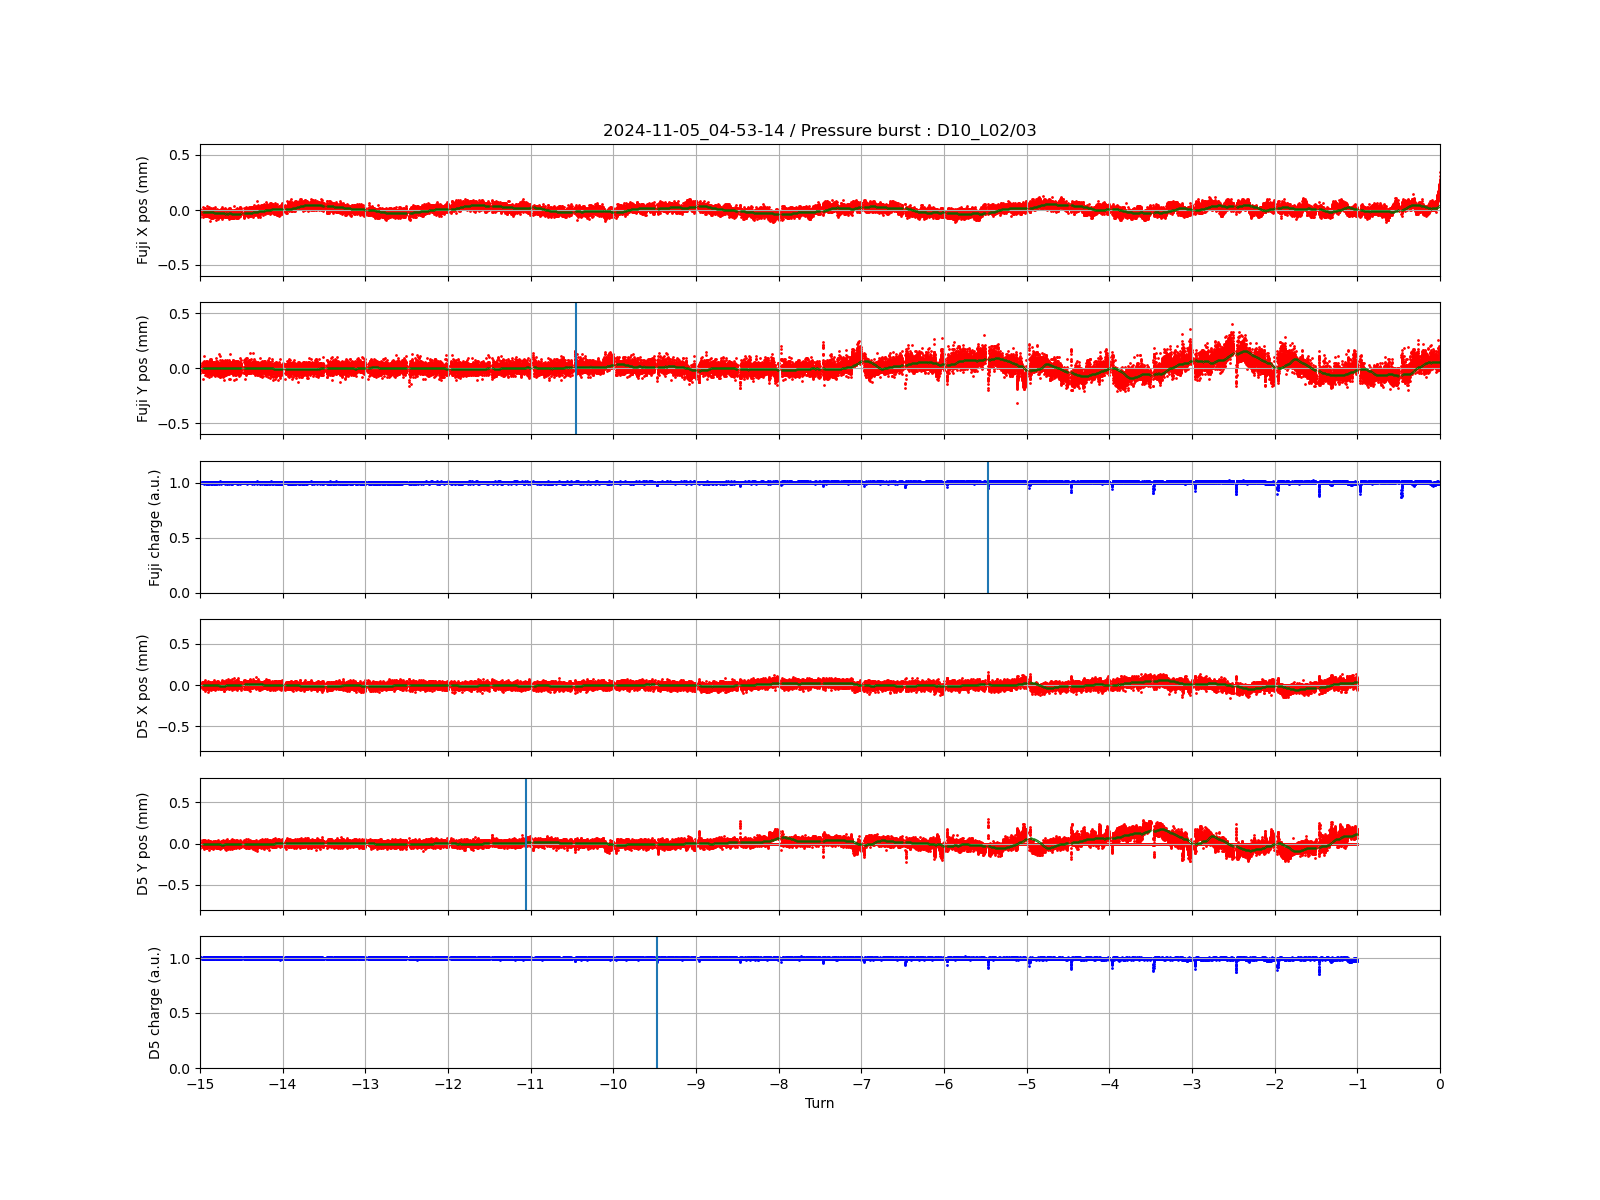 2024-11-05_04-53-14 / Pressure burst : D10_L02/03
Fuji X pos (mm)
0.5
0.0
−0.5
Fuji Y pos (mm)
0.5
0.0
−0.5
Fuji charge (a.u.)
1.0
0.5
0.0
D5 X pos (mm)
0.5
0.0
−0.5
D5 Y pos (mm)
0.5
0.0
−0.5
D5 charge (a.u.)
1.0
0.5
0.0
−15 −14 −13 −12 −11 −10 −9 −8 −7 −6 −5 −4 −3 −2 −1 0
Turn